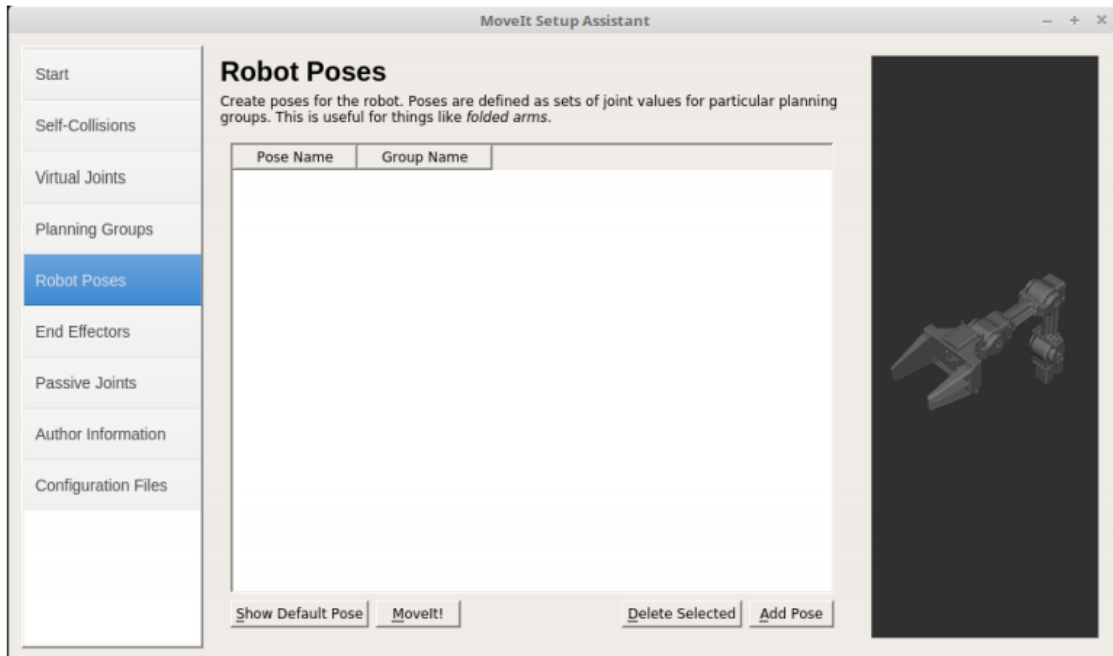 MoveIt Setup Assistant
Start
Self-Collisions
Virtual Joints
Planning Groups
Robot Poses
End Effectors
Passive Joints
Author Information
Configuration Files
Robot Poses
Create poses for the robot. Poses are defined as sets of joint values for particular planning
groups. This is useful for things like folded arms.
Pose Name Group Name
Show Default Pose MoveIt! Delete Selected Add Pose